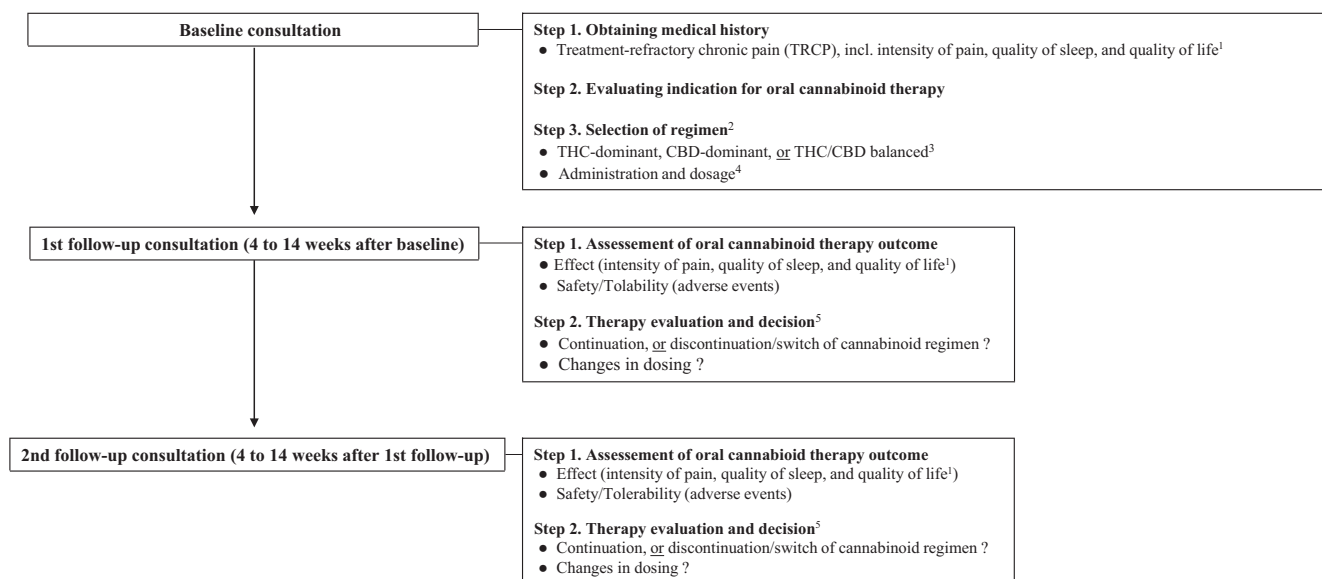 Baseline consultation
Step 1. Obtaining medical history
● Treatment-refractory chronic pain (TRCP), incl. intensity of pain, quality of sleep, and quality of life¹
Step 2. Evaluating indication for oral cannabinoid therapy
Step 3. Selection of regimen²
● THC-dominant, CBD-dominant, or THC/CBD balanced³
● Administration and dosage⁴
1st follow-up consultation (4 to 14 weeks after baseline)
Step 1. Assessement of oral cannabinoid therapy outcome
● Effect (intensity of pain, quality of sleep, and quality of life¹)
● Safety/Tolability (adverse events)
Step 2. Therapy evaluation and decision⁵
● Continuation, or discontinuation/switch of cannabinoid regimen ?
● Changes in dosing ?
2nd follow-up consultation (4 to 14 weeks after 1st follow-up)
Step 1. Assessement of oral cannabioid therapy outcome
● Effect (intensity of pain, quality of sleep, and quality of life¹)
● Safety/Tolerability (adverse events)
Step 2. Therapy evaluation and decision⁵
● Continuation, or discontinuation/switch of cannabinoid regimen ?
● Changes in dosing ?